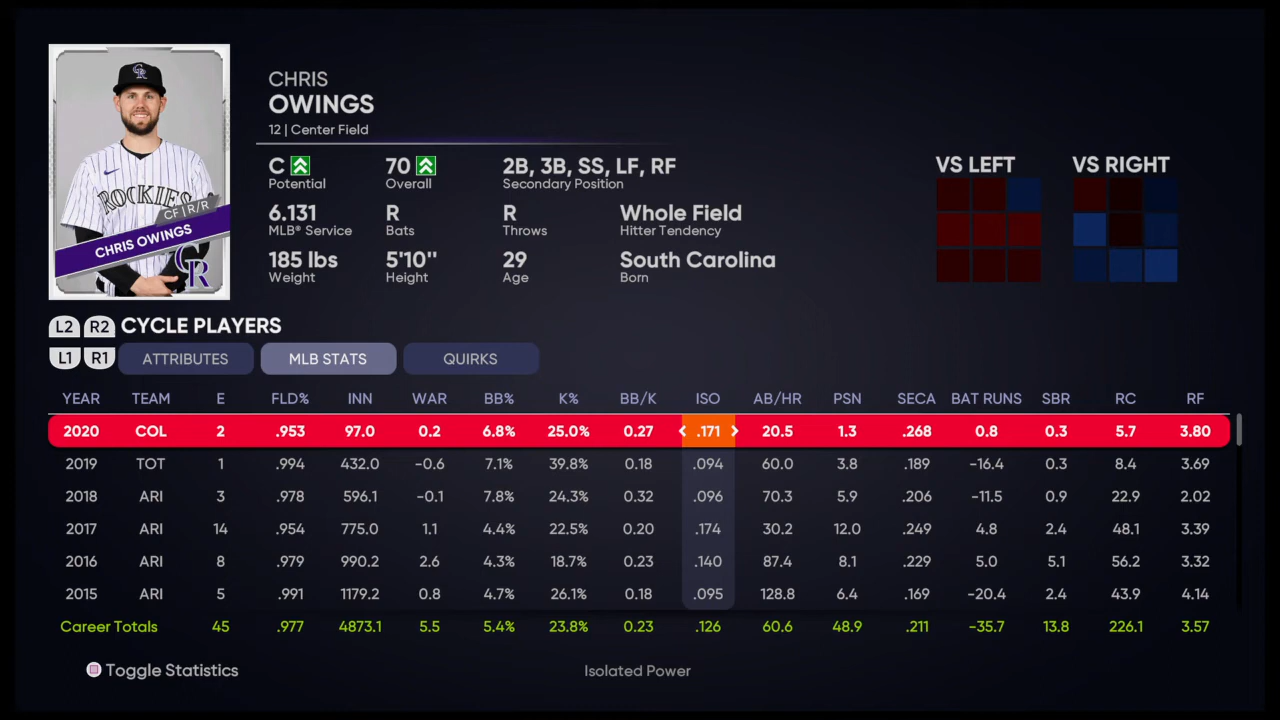 CR
ROCKIES
CF | R/R
CHRIS OWINGS
CR
CHRIS
OWINGS
12 | Center Field
C 70 2B, 3B, SS, LF, RF
Potential Overall Secondary Position
6.131 R R Whole Field
MLB® Service Bats Throws Hitter Tendency
185 lbs 5'10" 29 South Carolina
Weight Height Age Born
VS LEFT VS RIGHT
L2 R2 CYCLE PLAYERS
L1 R1 ATTRIBUTES MLB STATS QUIRKS
YEAR TEAM E FLD% INN WAR BB% K% BB/K ISO AB/HR PSN SECA BAT RUNS SBR RC RF
2020 COL 2 .953 97.0 0.2 6.8% 25.0% 0.27 .171 20.5 1.3 .268 0.8 0.3 5.7 3.80
2019 TOT 1 .994 432.0 -0.6 7.1% 39.8% 0.18 .094 60.0 3.8 .189 -16.4 0.3 8.4 3.69
2018 ARI 3 .978 596.1 -0.1 7.8% 24.3% 0.32 .096 70.3 5.9 .206 -11.5 0.9 22.9 2.02
2017 ARI 14 .954 775.0 1.1 4.4% 22.5% 0.20 .174 30.2 12.0 .249 4.8 2.4 48.1 3.39
2016 ARI 8 .979 990.2 2.6 4.3% 18.7% 0.23 .140 87.4 8.1 .229 5.0 5.1 56.2 3.32
2015 ARI 5 .991 1179.2 0.8 4.7% 26.1% 0.18 .095 128.8 6.4 .169 -20.4 2.4 43.9 4.14
Career Totals 45 .977 4873.1 5.5 5.4% 23.8% 0.23 .126 60.6 48.9 .211 -35.7 13.8 226.1 3.57
Toggle Statistics Isolated Power